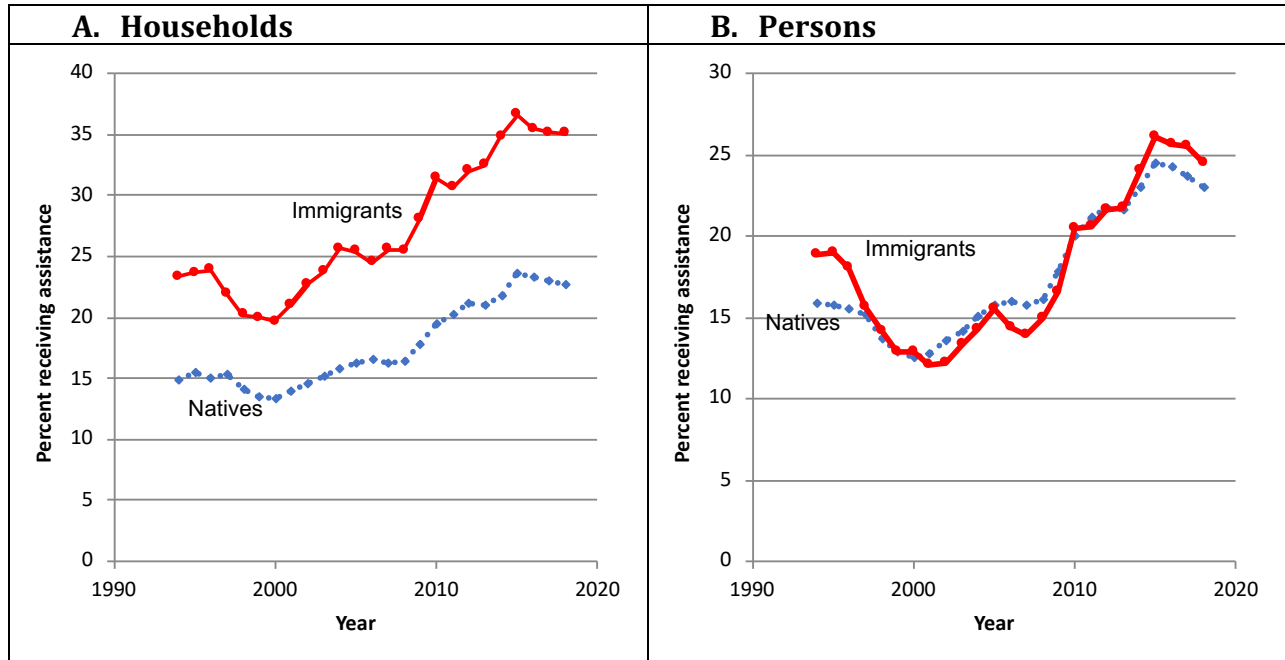 A. Households
B. Persons
Percent receiving assistance
40
35
30
25
20
15
10
5
0
Immigrants
Natives
1990
2000
2010
2020
Year
Percent receiving assistance
30
25
20
15
10
5
0
Immigrants
Natives
1990
2000
2010
2020
Year